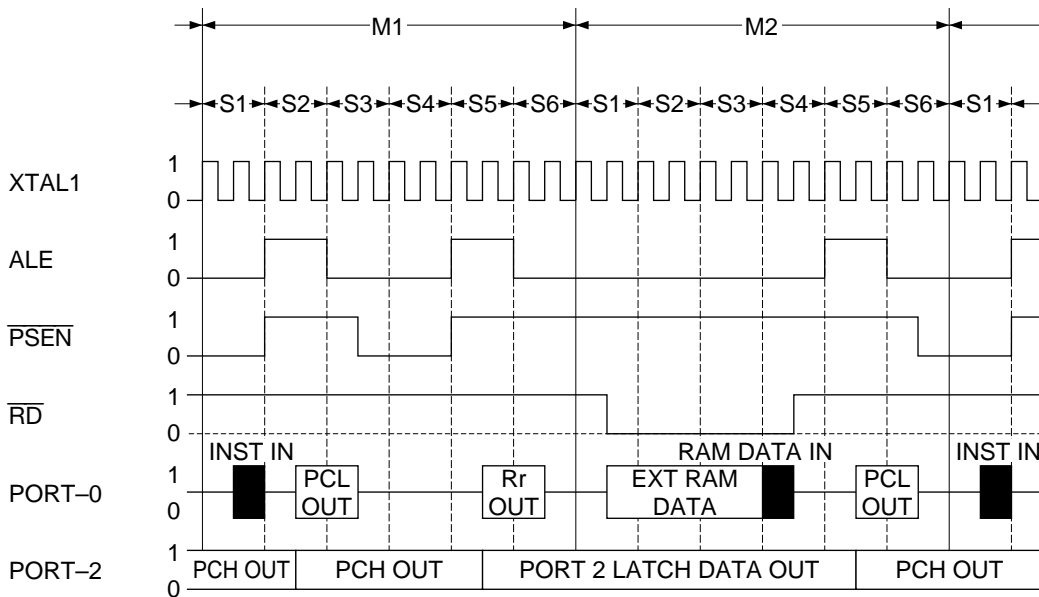 M1 M2
S1 S2 S3 S4 S5 S6 S1 S2 S3 S4 S5 S6 S1
XTAL1 1 0
ALE 1 0
PSEN 1 0
RD 1 0
INST IN RAM DATA IN INST IN
PORT–0 1 0 PCL OUT Rr OUT EXT RAM DATA PCL OUT
PORT–2 1 0 PCH OUT PCH OUT PORT 2 LATCH DATA OUT PCH OUT